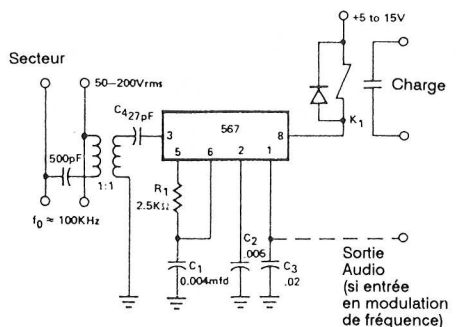 +5 to 15V
Secteur
50–200Vrms
Charge
C4 27pF
3
567
8
K1
500pF
5
6
2
1
1:1
R1
2.5KΩ
f0 ≈ 100KHz
C1
0.004mfd
C2
.006
C3
.02
Sortie
Audio
(si entrée
en modulation
de fréquence)